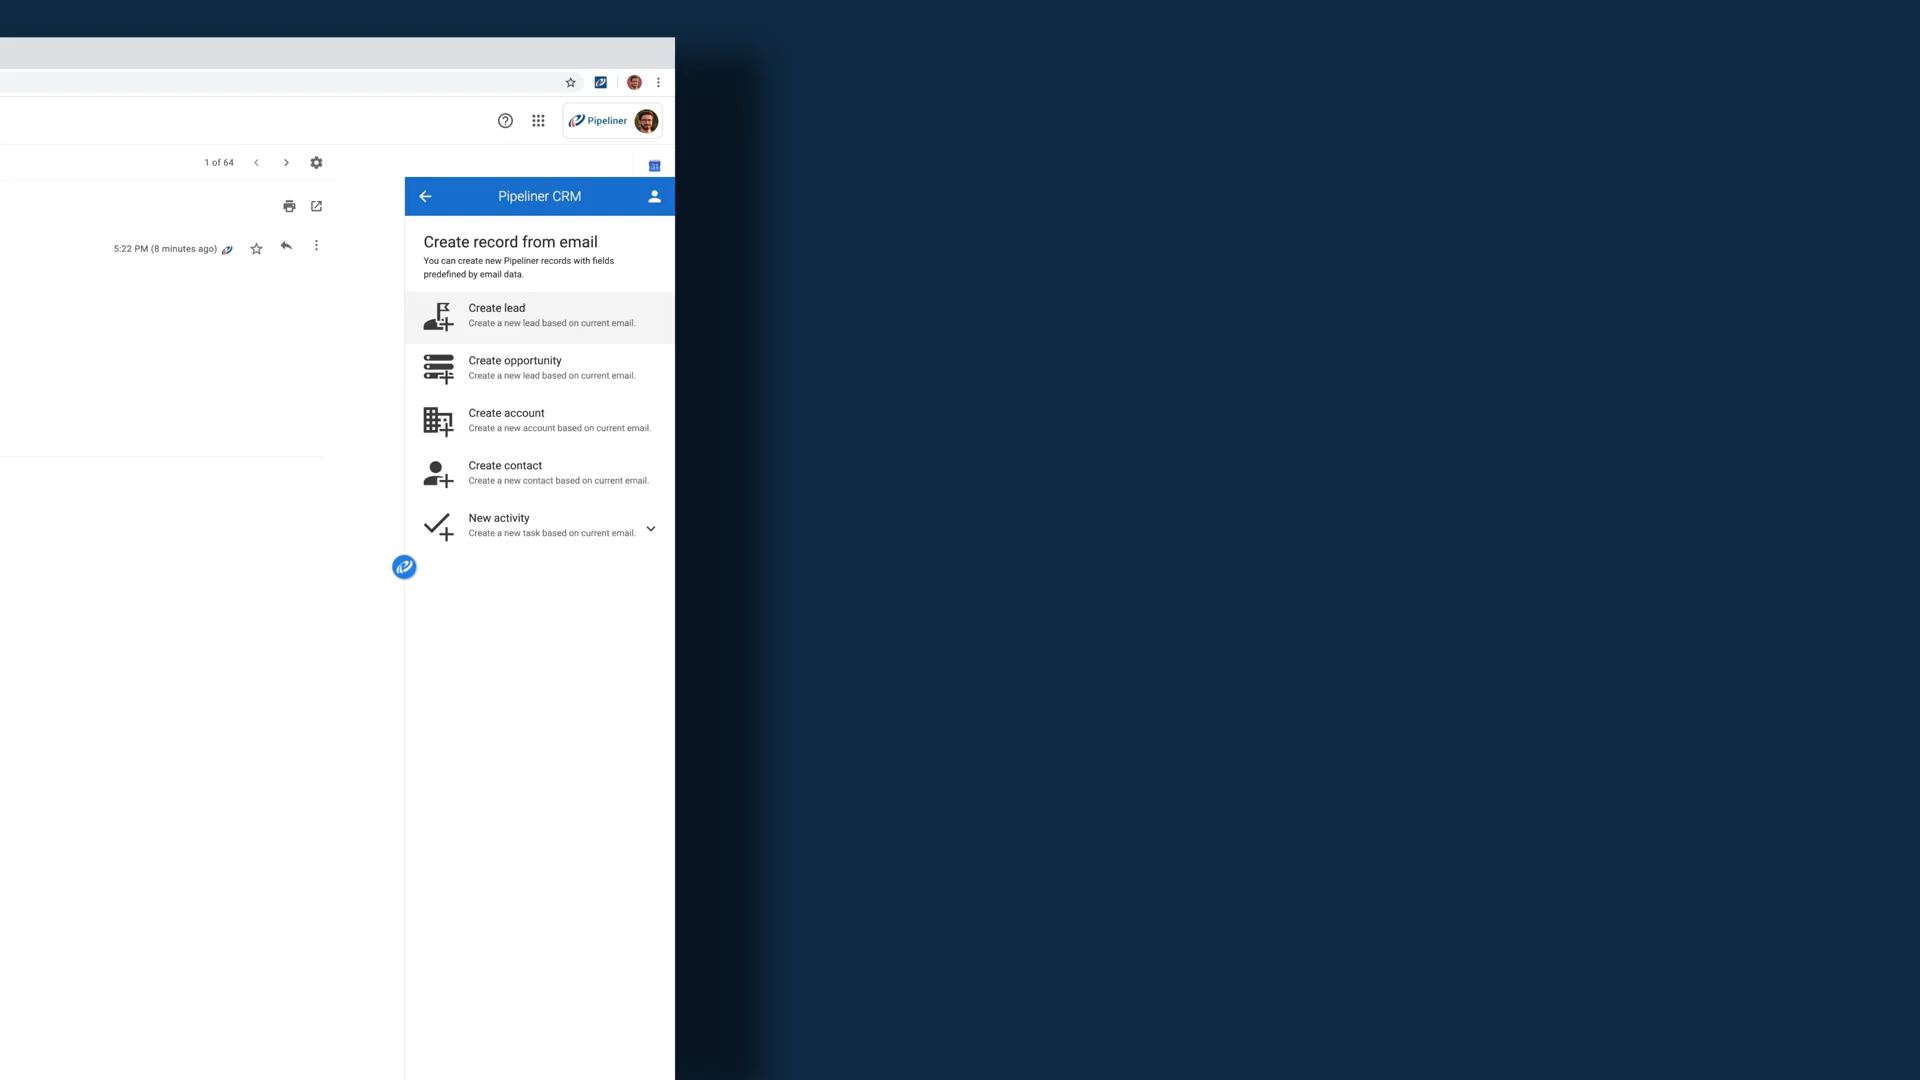 Pipeliner
1 of 64
31
Pipeliner CRM
5:22 PM (8 minutes ago)
Create record from email
You can create new Pipeliner records with fields
predefined by email data.
Create lead
Create a new lead based on current email.
Create opportunity
Create a new lead based on current email.
Create account
Create a new account based on current email.
Create contact
Create a new contact based on current email.
New activity
Create a new task based on current email.